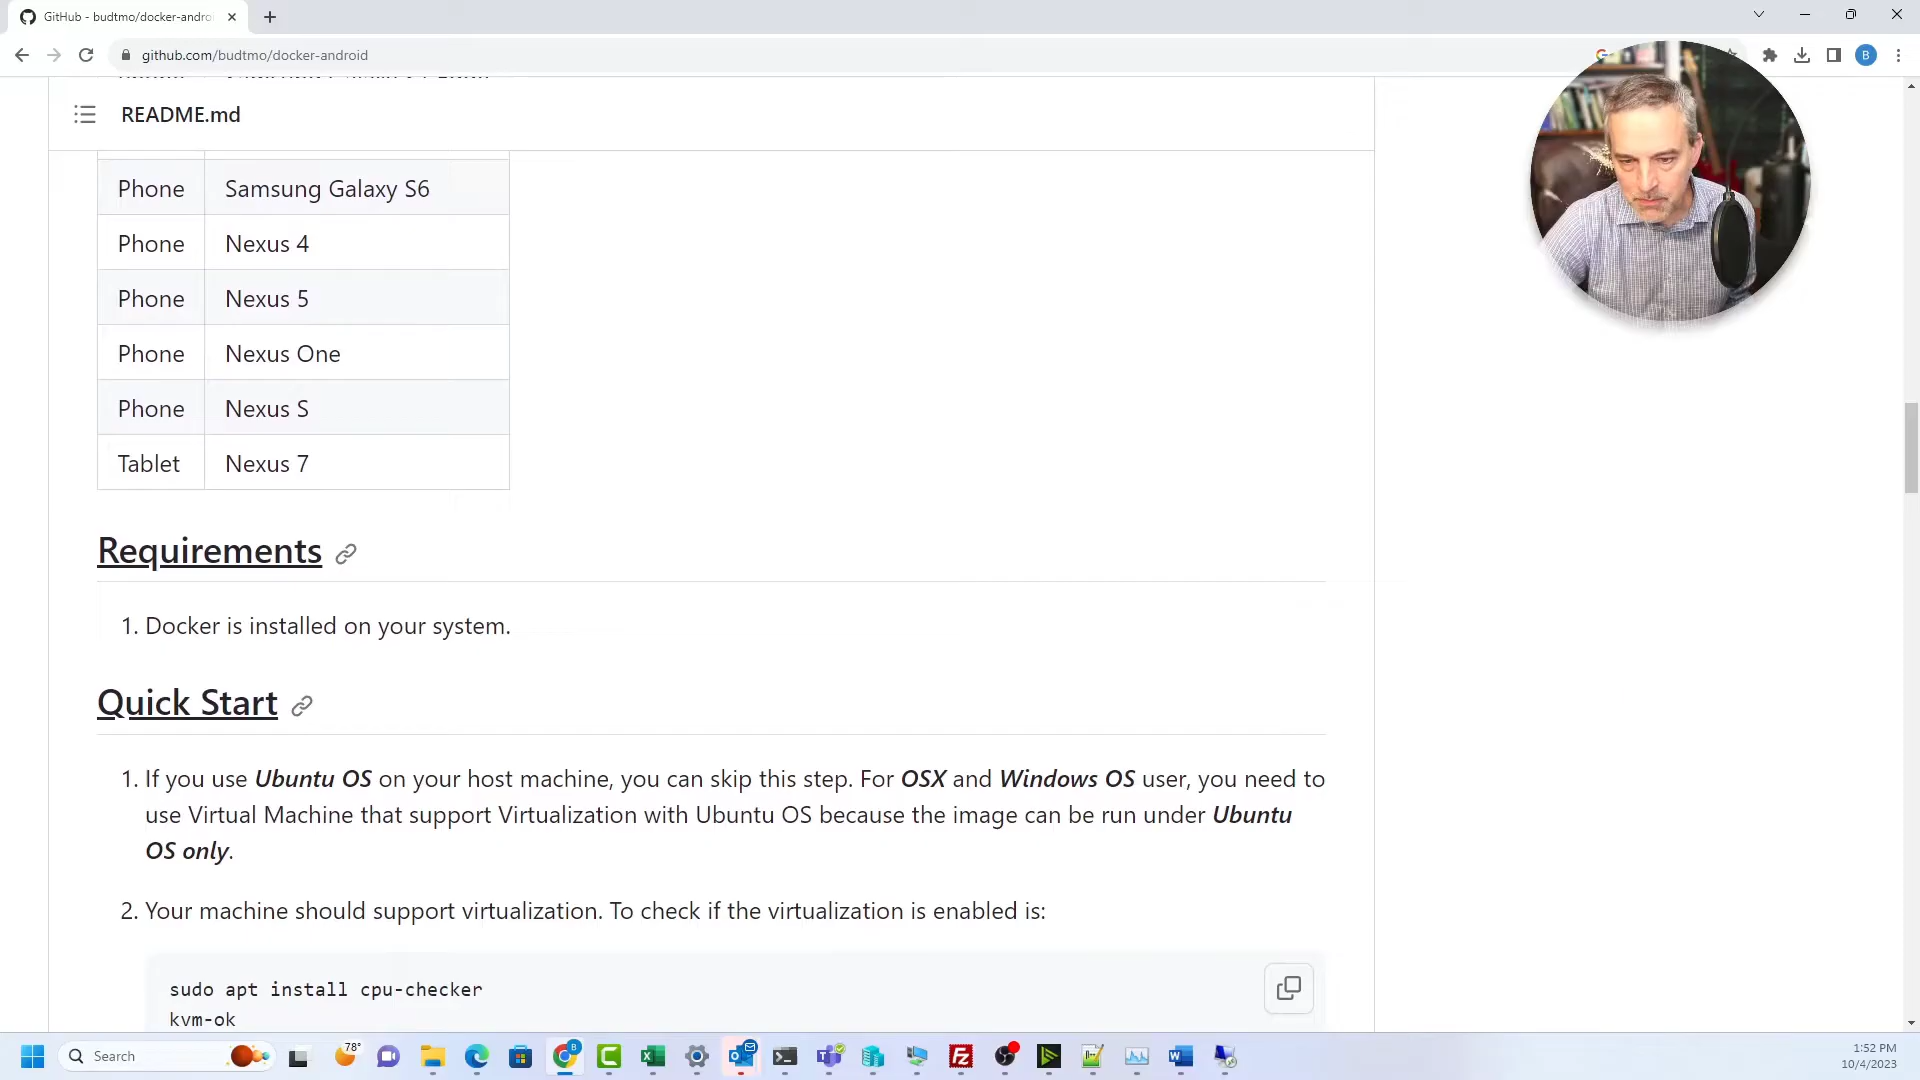 GitHub - budtmo/docker-andro
github.com/budtmo/docker-android
README.md
Phone Samsung Galaxy S6
Phone Nexus 4
Phone Nexus 5
Phone Nexus One
Phone Nexus S
Tablet Nexus 7
Requirements
1. Docker is installed on your system.
Quick Start
1. If you use Ubuntu OS on your host machine, you can skip this step. For OSX and Windows OS user, you need to
use Virtual Machine that support Virtualization with Ubuntu OS because the image can be run under Ubuntu
OS only.
2. Your machine should support virtualization. To check if the virtualization is enabled is:
sudo apt install cpu-checker
kvm-ok
Search
78°
1:52 PM
10/4/2023